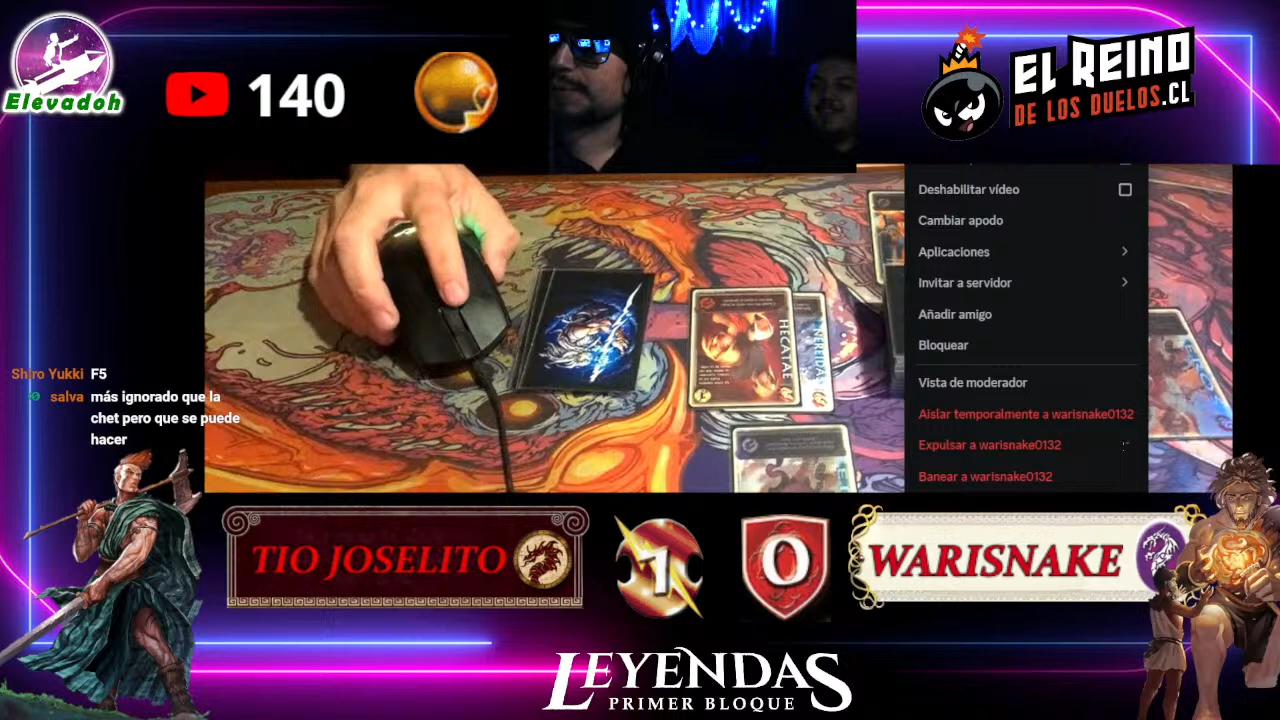 Elevadoh
140
EL REINO
DE LOS DUELOS.CL
Deshabilitar vídeo
Cambiar apodo
Aplicaciones
Invitar a servidor
Añadir amigo
Bloquear
Vista de moderador
Aislar temporalmente a warisnake0132
Expulsar a warisnake0132
Banear a warisnake0132
HECATAE
NEREIDAS
Shiro Yukki F5
salva más ignorado que la
chet pero que se puede
hacer
TIO JOSELITO
1
0
WARISNAKE
LEYENDAS
PRIMER BLOQUE